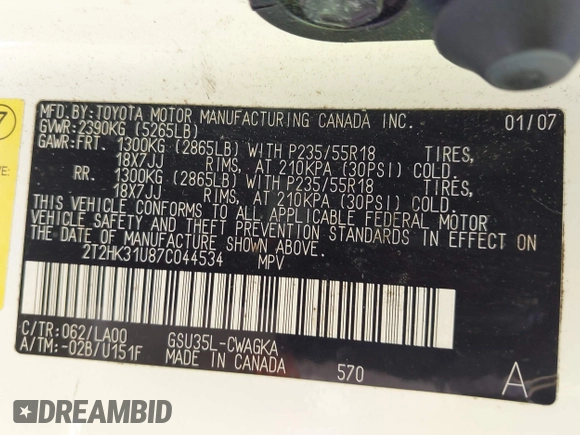 7
E:
MFD.BY:TOYOTA MOTOR MANUFACTURING CANADA INC. 01/07
GVWR:2390KG (5265LB)
GAWR:FRT. 1300KG (2865LB) WITH P235/55R18 TIRES,
18X7JJ RIMS, AT 210KPA (30PSI) COLD.
RR. 1300KG (2865LB) WITH P235/55R18 TIRES,
18X7JJ RIMS, AT 210KPA (30PSI) COLD.
THIS VEHICLE CONFORMS TO ALL APPLICABLE FEDERAL MOTOR
VEHICLE SAFETY AND THEFT PREVENTION STANDARDS IN EFFECT ON
THE DATE OF MANUFACTURE SHOWN ABOVE.
2T2HK31U87C044534 MPV
C/TR:062/LA00 GSU35L-CWAGKA
A/TM:-02B/U151F MADE IN CANADA 570 A
DREAMBID